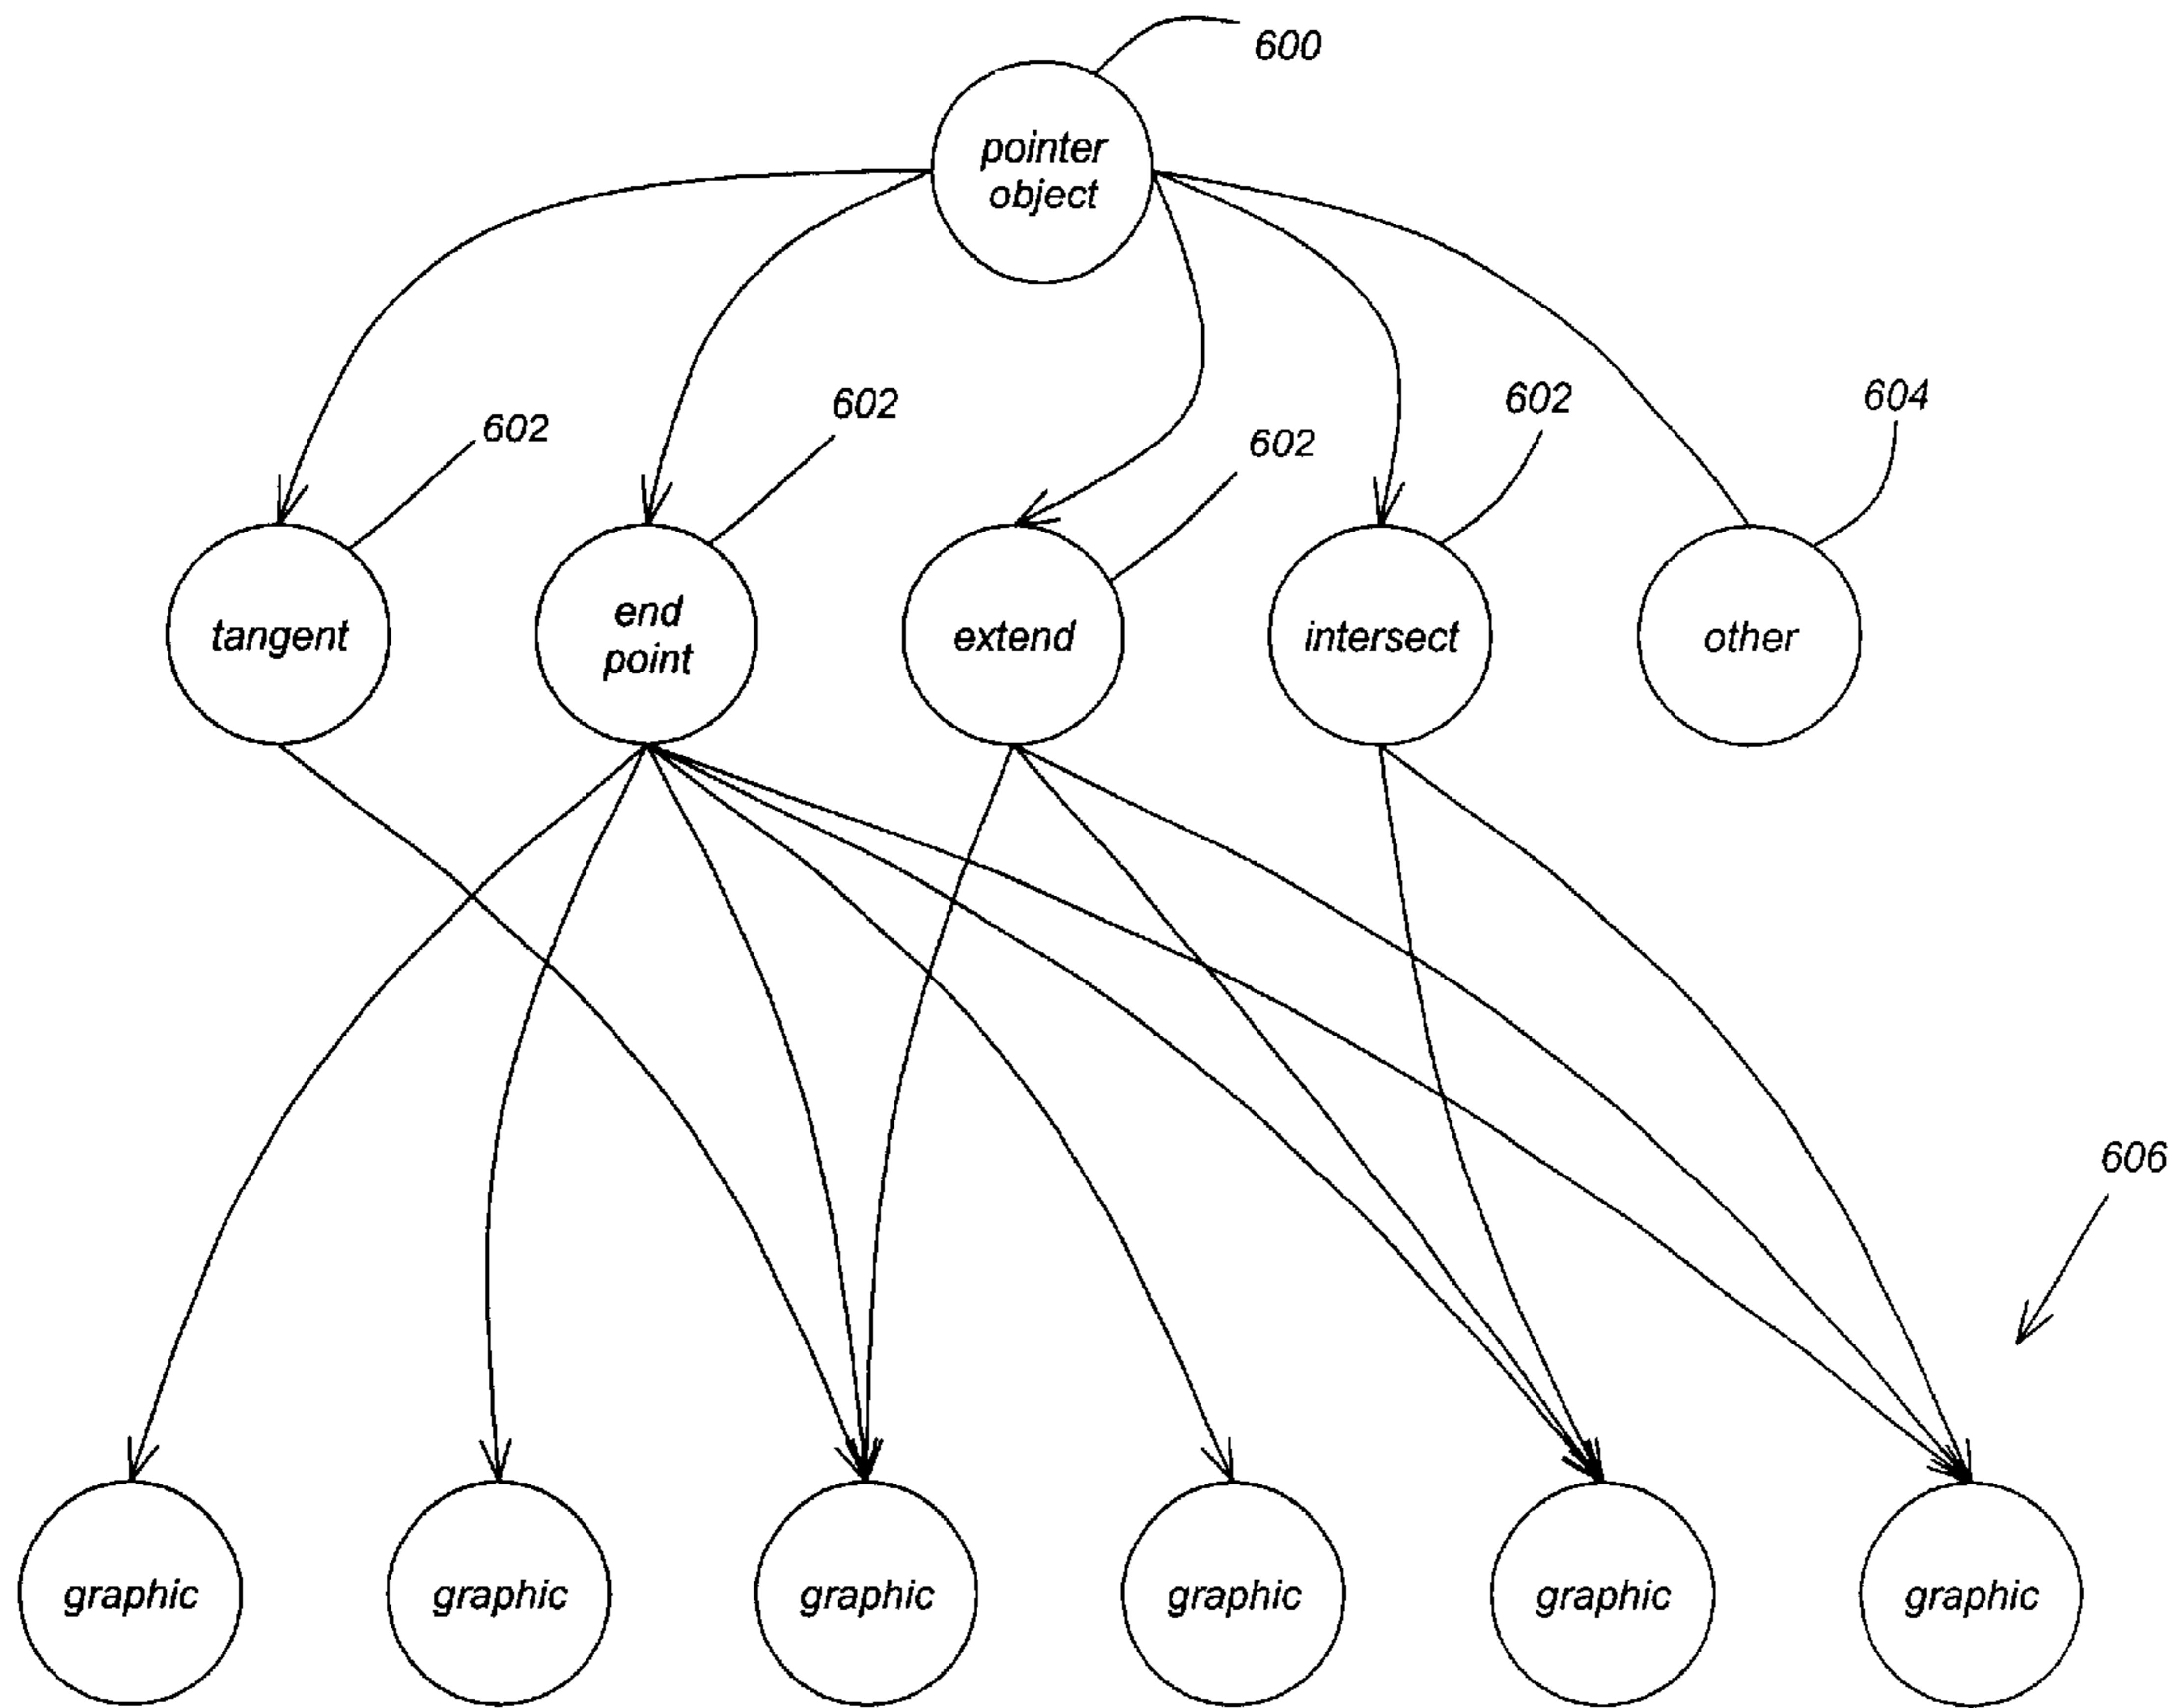 600
pointer
object
602
602
602
602
604
tangent
end
point
extend
intersect
other
606
graphic
graphic
graphic
graphic
graphic
graphic